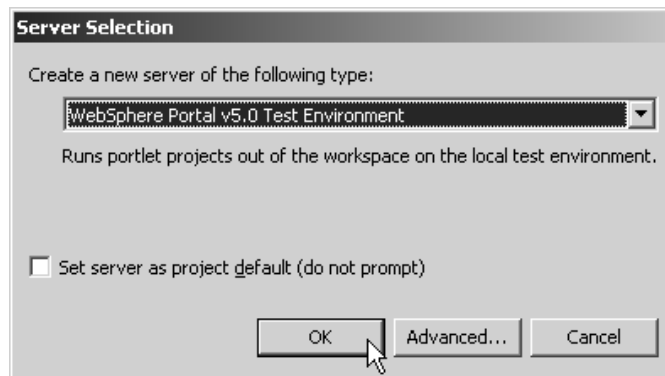 Server Selection
Create a new server of the following type:
WebSphere Portal v5.0 Test Environment
Runs portlet projects out of the workspace on the local test environment.
Set server as project default (do not prompt)
OK Advanced... Cancel